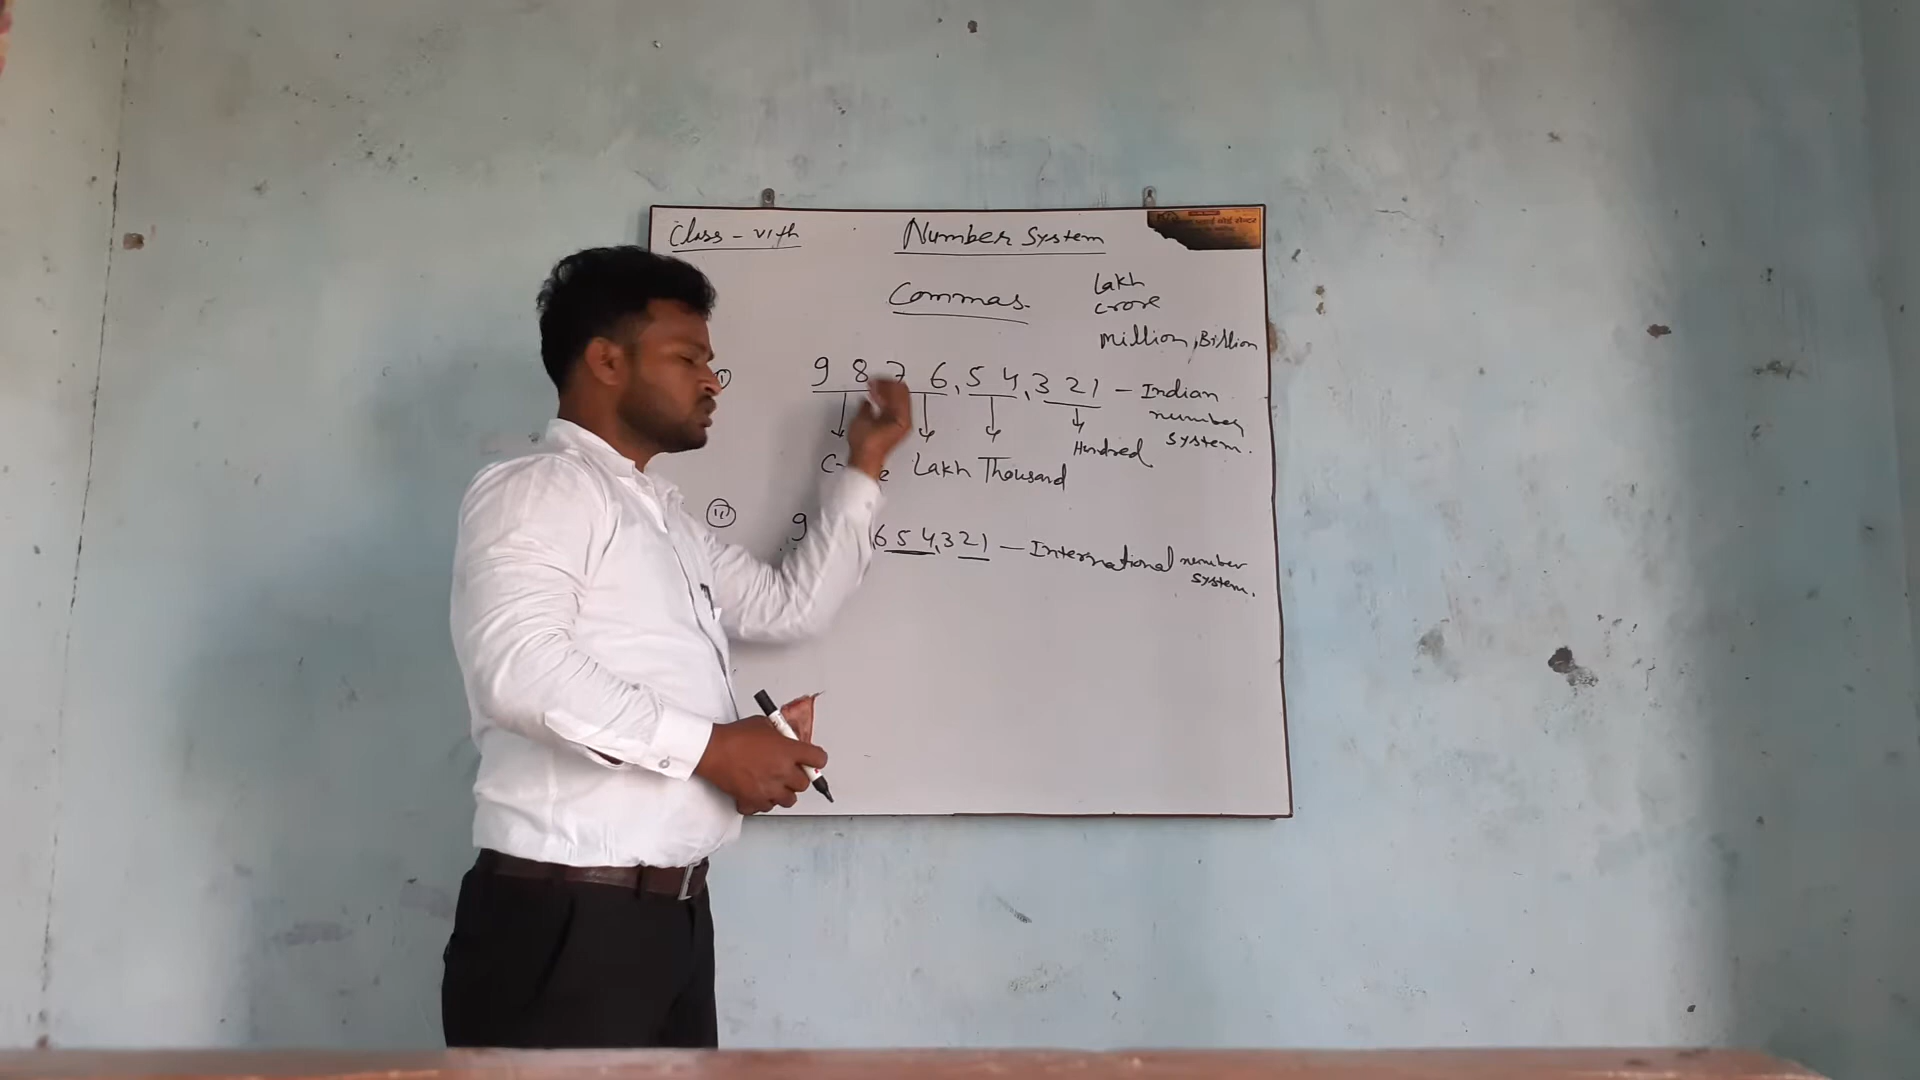 Class - VIth
Number System
Commas.
Lakh
crore
million, Billion
(i) 9 8 7 6, 5 4, 3 2 1 - Indian
number
system.
Lakh Thousand Hundred
(ii) 9 6 5 4, 3 2 1 - International number
system.